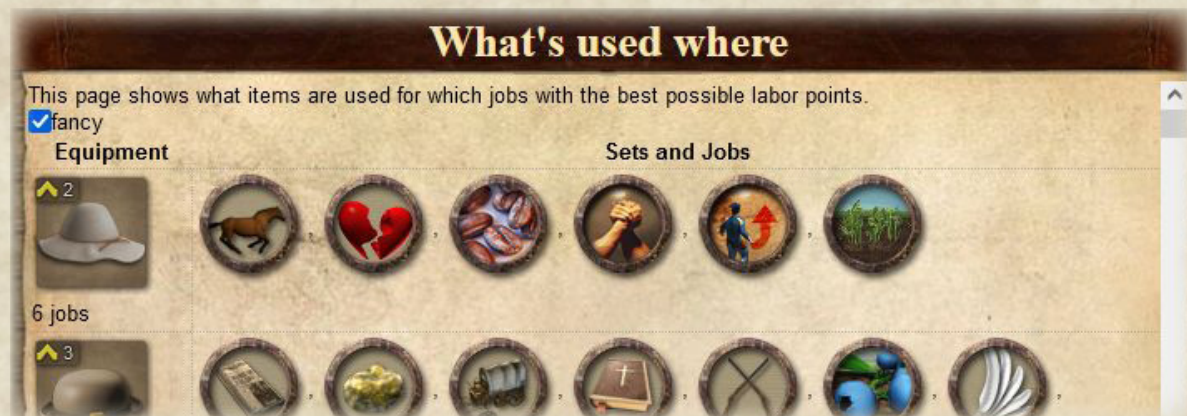 What's used where
This page shows what items are used for which jobs with the best possible labor points.
fancy
Equipment Sets and Jobs
2 , , , , ,
6 jobs
3 , , , , , , ,